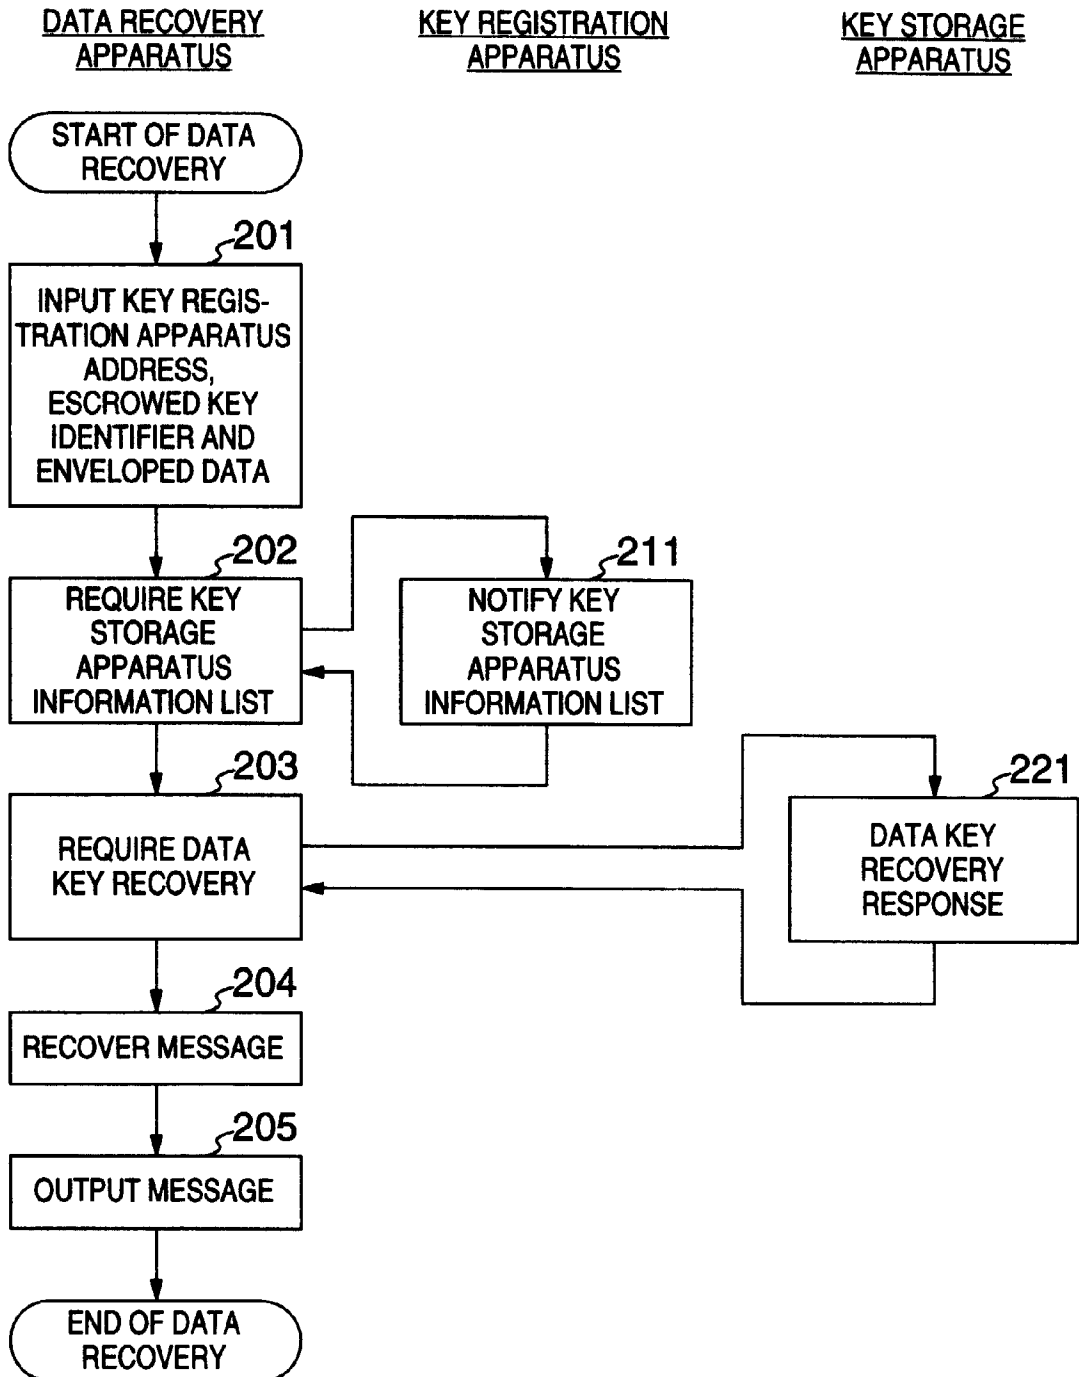 DATA RECOVERY
APPARATUS
KEY REGISTRATION
APPARATUS
KEY STORAGE
APPARATUS
START OF DATA
RECOVERY
201
INPUT KEY REGIS-
TRATION APPARATUS
ADDRESS,
ESCROWED KEY
IDENTIFIER AND
ENVELOPED DATA
202
REQUIRE KEY
STORAGE
APPARATUS
INFORMATION LIST
211
NOTIFY KEY
STORAGE
APPARATUS
INFORMATION LIST
203
REQUIRE DATA
KEY RECOVERY
221
DATA KEY
RECOVERY
RESPONSE
204
RECOVER MESSAGE
205
OUTPUT MESSAGE
END OF DATA
RECOVERY